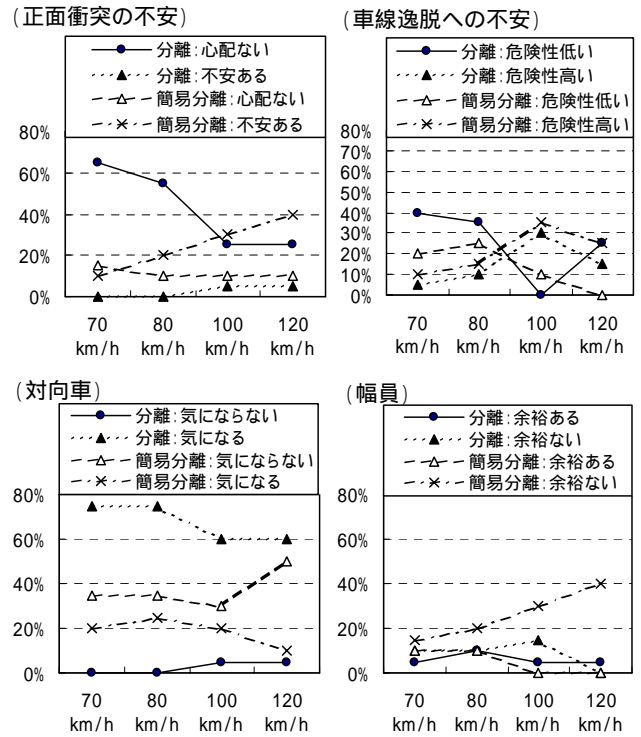 (正面衝突の不安)
分離:心配ない
分離:不安ある
簡易分離:心配ない
簡易分離:不安ある
80%
60%
40%
20%
0%
70 80 100 120
km/h km/h km/h km/h
(車線逸脱への不安)
分離:危険性低い
分離:危険性高い
簡易分離:危険性低い
簡易分離:危険性高い
80%
70%
60%
50%
40%
30%
20%
10%
0%
70 80 100 120
km/h km/h km/h km/h
(対向車)
分離:気にならない
分離:気になる
簡易分離:気にならない
簡易分離:気になる
80%
60%
40%
20%
0%
70 80 100 120
km/h km/h km/h km/h
(幅員)
分離:余裕ある
分離:余裕ない
簡易分離:余裕ある
簡易分離:余裕ない
80%
60%
40%
20%
0%
70 80 100 120
km/h km/h km/h km/h